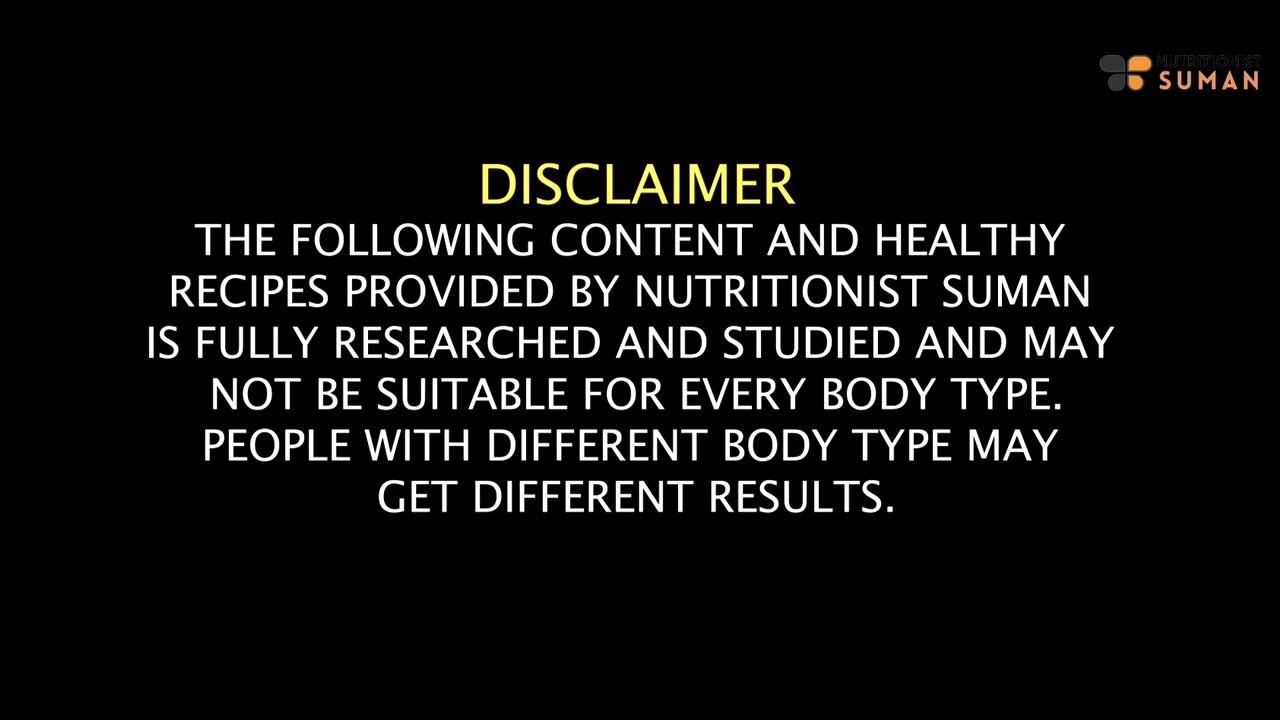 NUTRITIONIST
SUMAN
DISCLAIMER
THE FOLLOWING CONTENT AND HEALTHY
RECIPES PROVIDED BY NUTRITIONIST SUMAN
IS FULLY RESEARCHED AND STUDIED AND MAY
NOT BE SUITABLE FOR EVERY BODY TYPE.
PEOPLE WITH DIFFERENT BODY TYPE MAY
GET DIFFERENT RESULTS.